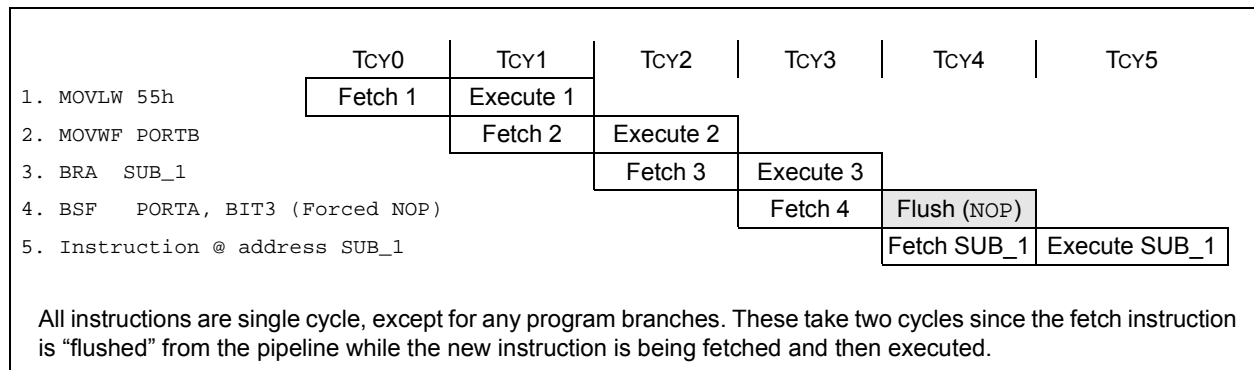 TCY0 TCY1 TCY2 TCY3 TCY4 TCY5
1. MOVLW 55h Fetch 1 Execute 1
2. MOVWF PORTB Fetch 2 Execute 2
3. BRA SUB_1 Fetch 3 Execute 3
4. BSF PORTA, BIT3 (Forced NOP) Fetch 4 Flush (NOP)
5. Instruction @ address SUB_1 Fetch SUB_1 Execute SUB_1
All instructions are single cycle, except for any program branches. These take two cycles since the fetch instruction
is “flushed” from the pipeline while the new instruction is being fetched and then executed.